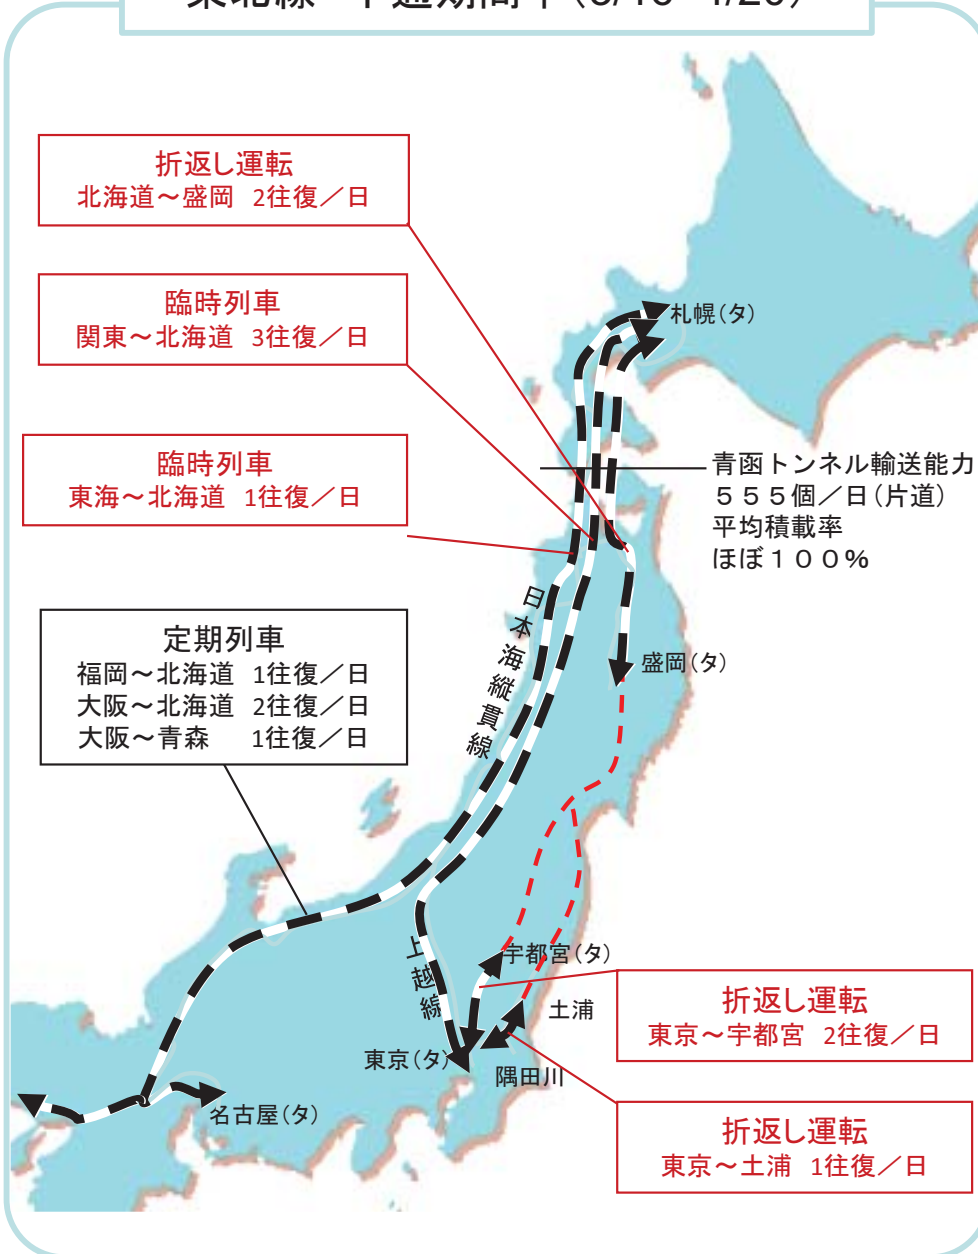 折返し運転
北海道～盛岡 2往復／日
臨時列車
関東～北海道 3往復／日
臨時列車
東海～北海道 1往復／日
定期列車
福岡～北海道 1往復／日
大阪～北海道 2往復／日
大阪～青森 1往復／日
札幌(タ)
青函トンネル輸送能力
５５５個／日(片道)
平均積載率
ほぼ１００％
日本海縦貫線
盛岡(タ)
上越線
宇都宮(タ)
土浦
東京(タ)
隅田川
名古屋(タ)
折返し運転
東京～宇都宮 2往復／日
折返し運転
東京～土浦 1往復／日